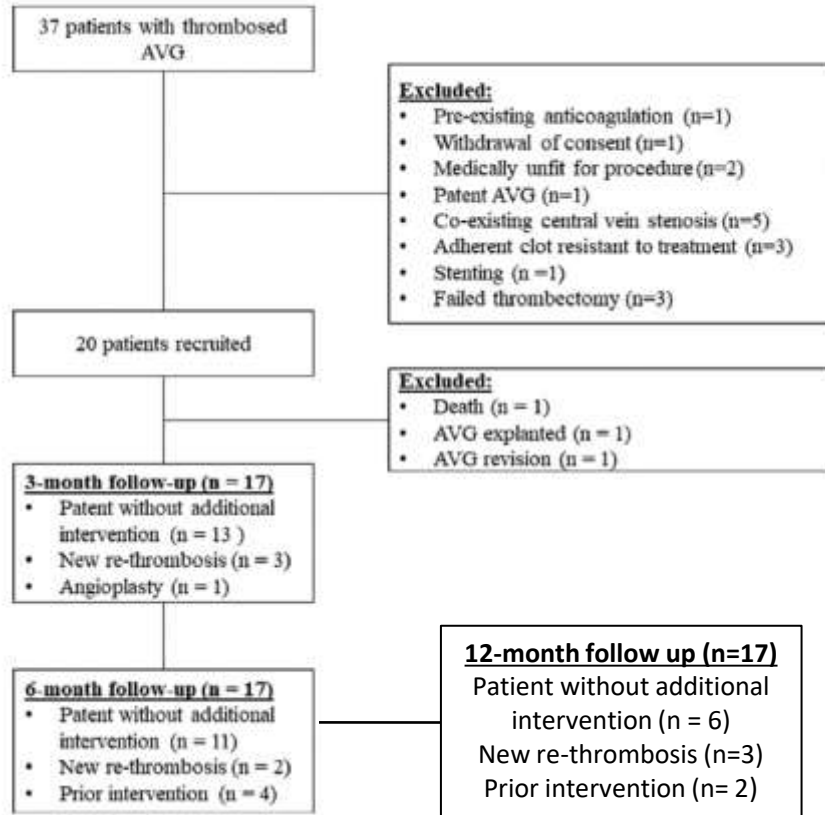 37 patients with thrombosed
AVG
Excluded:
• Pre-existing anticoagulation (n=1)
• Withdrawal of consent (n=1)
• Medically unfit for procedure (n=2)
• Patent AVG (n=1)
• Co-existing central vein stenosis (n=5)
• Adherent clot resistant to treatment (n=3)
• Stenting (n =1)
• Failed thrombectomy (n=3)
20 patients recruited
Excluded:
• Death (n = 1)
• AVG explanted (n = 1)
• AVG revision (n = 1)
3-month follow-up (n = 17)
• Patent without additional
intervention (n = 13 )
• New re-thrombosis (n = 3)
• Angioplasty (n = 1)
6-month follow-up (n = 17)
• Patent without additional
intervention (n = 11)
• New re-thrombosis (n = 2)
• Prior intervention (n = 4)
12-month follow up (n=17)
Patient without additional
intervention (n = 6)
New re-thrombosis (n=3)
Prior intervention (n= 2)